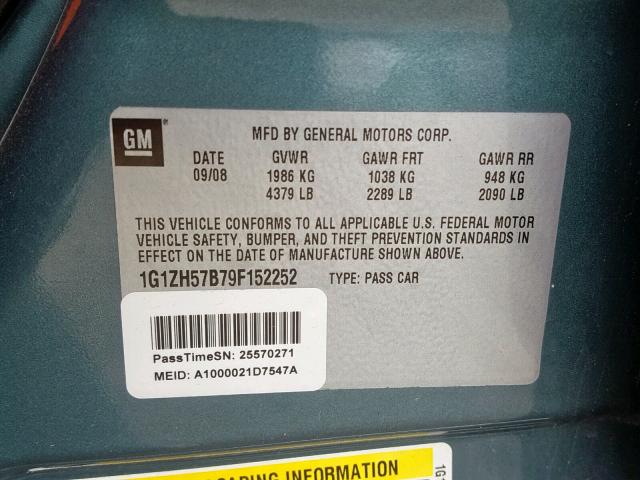 GM
MFD BY GENERAL MOTORS CORP.
DATE GVWR GAWR FRT GAWR RR
09/08 1986 KG 1038 KG 948 KG
4379 LB 2289 LB 2090 LB
THIS VEHICLE CONFORMS TO ALL APPLICABLE U.S. FEDERAL MOTOR
VEHICLE SAFETY, BUMPER, AND THEFT PREVENTION STANDARDS IN
EFFECT ON THE DATE OF MANUFACTURE SHOWN ABOVE.
1G1ZH57B79F152252 TYPE: PASS CAR
PassTimeSN: 25570271
MEID: A1000021D7547A
LOADING INFORMATION